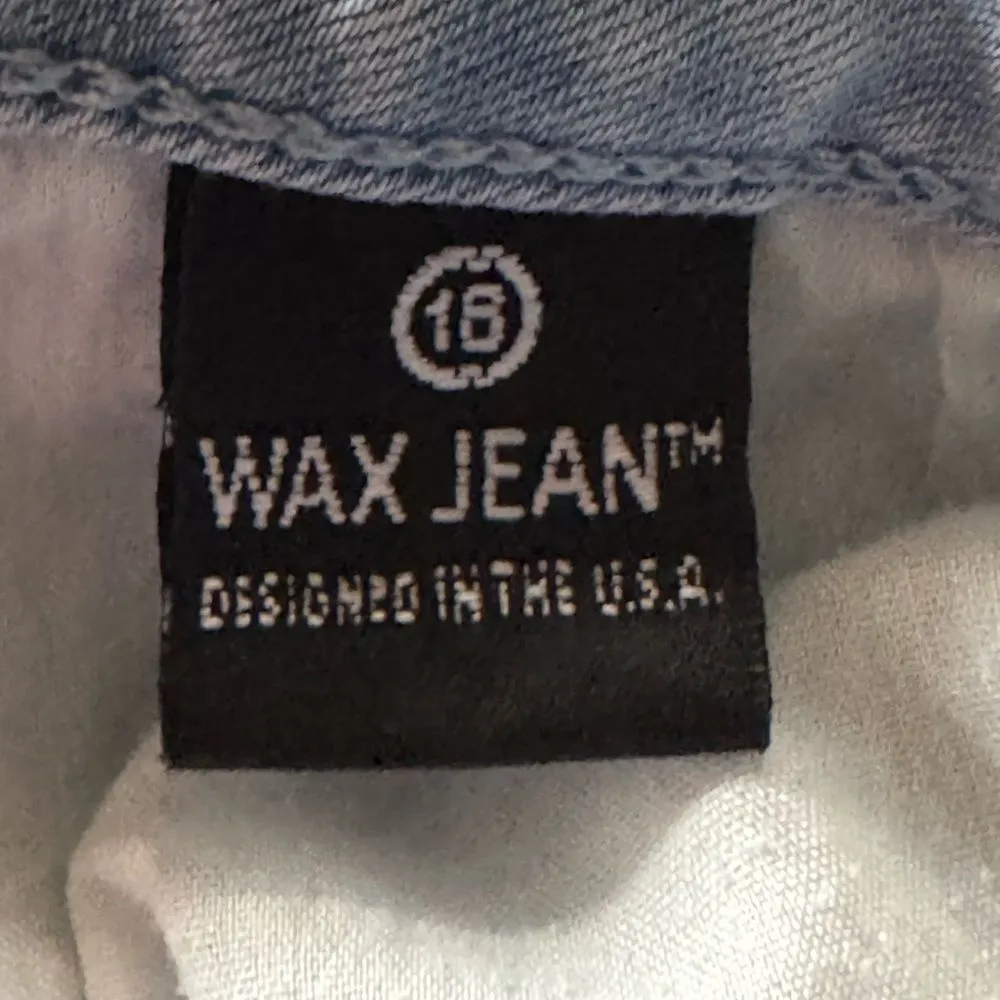 16
WAX JEAN™
DESIGNED IN THE U.S.A.